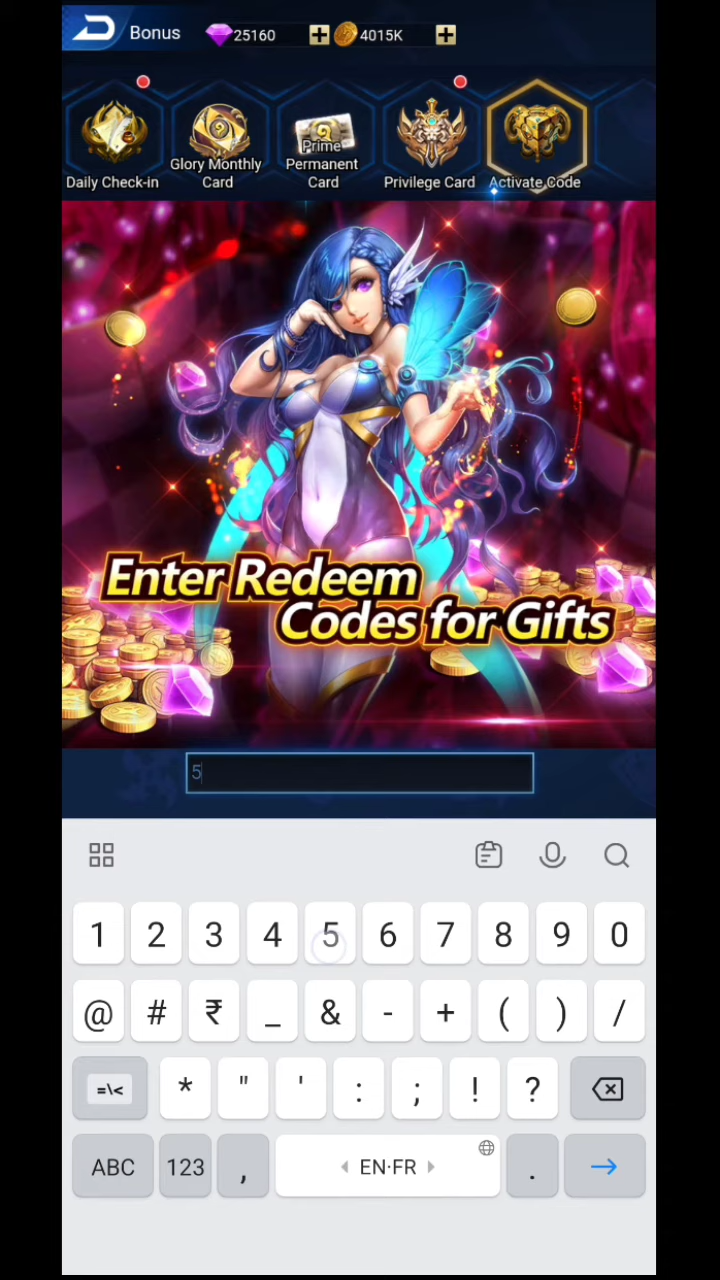 Bonus 25160 4015K
Daily Check-in
Glory Monthly
Card
Prime
Permanent
Card
Privilege Card
Activate Code
Enter Redeem
Codes for Gifts
5
1 2 3 4 5 6 7 8 9 0
@ # ₹ _ & - + ( ) /
=\< * " ' : ; ! ?
ABC 123 , EN·FR .